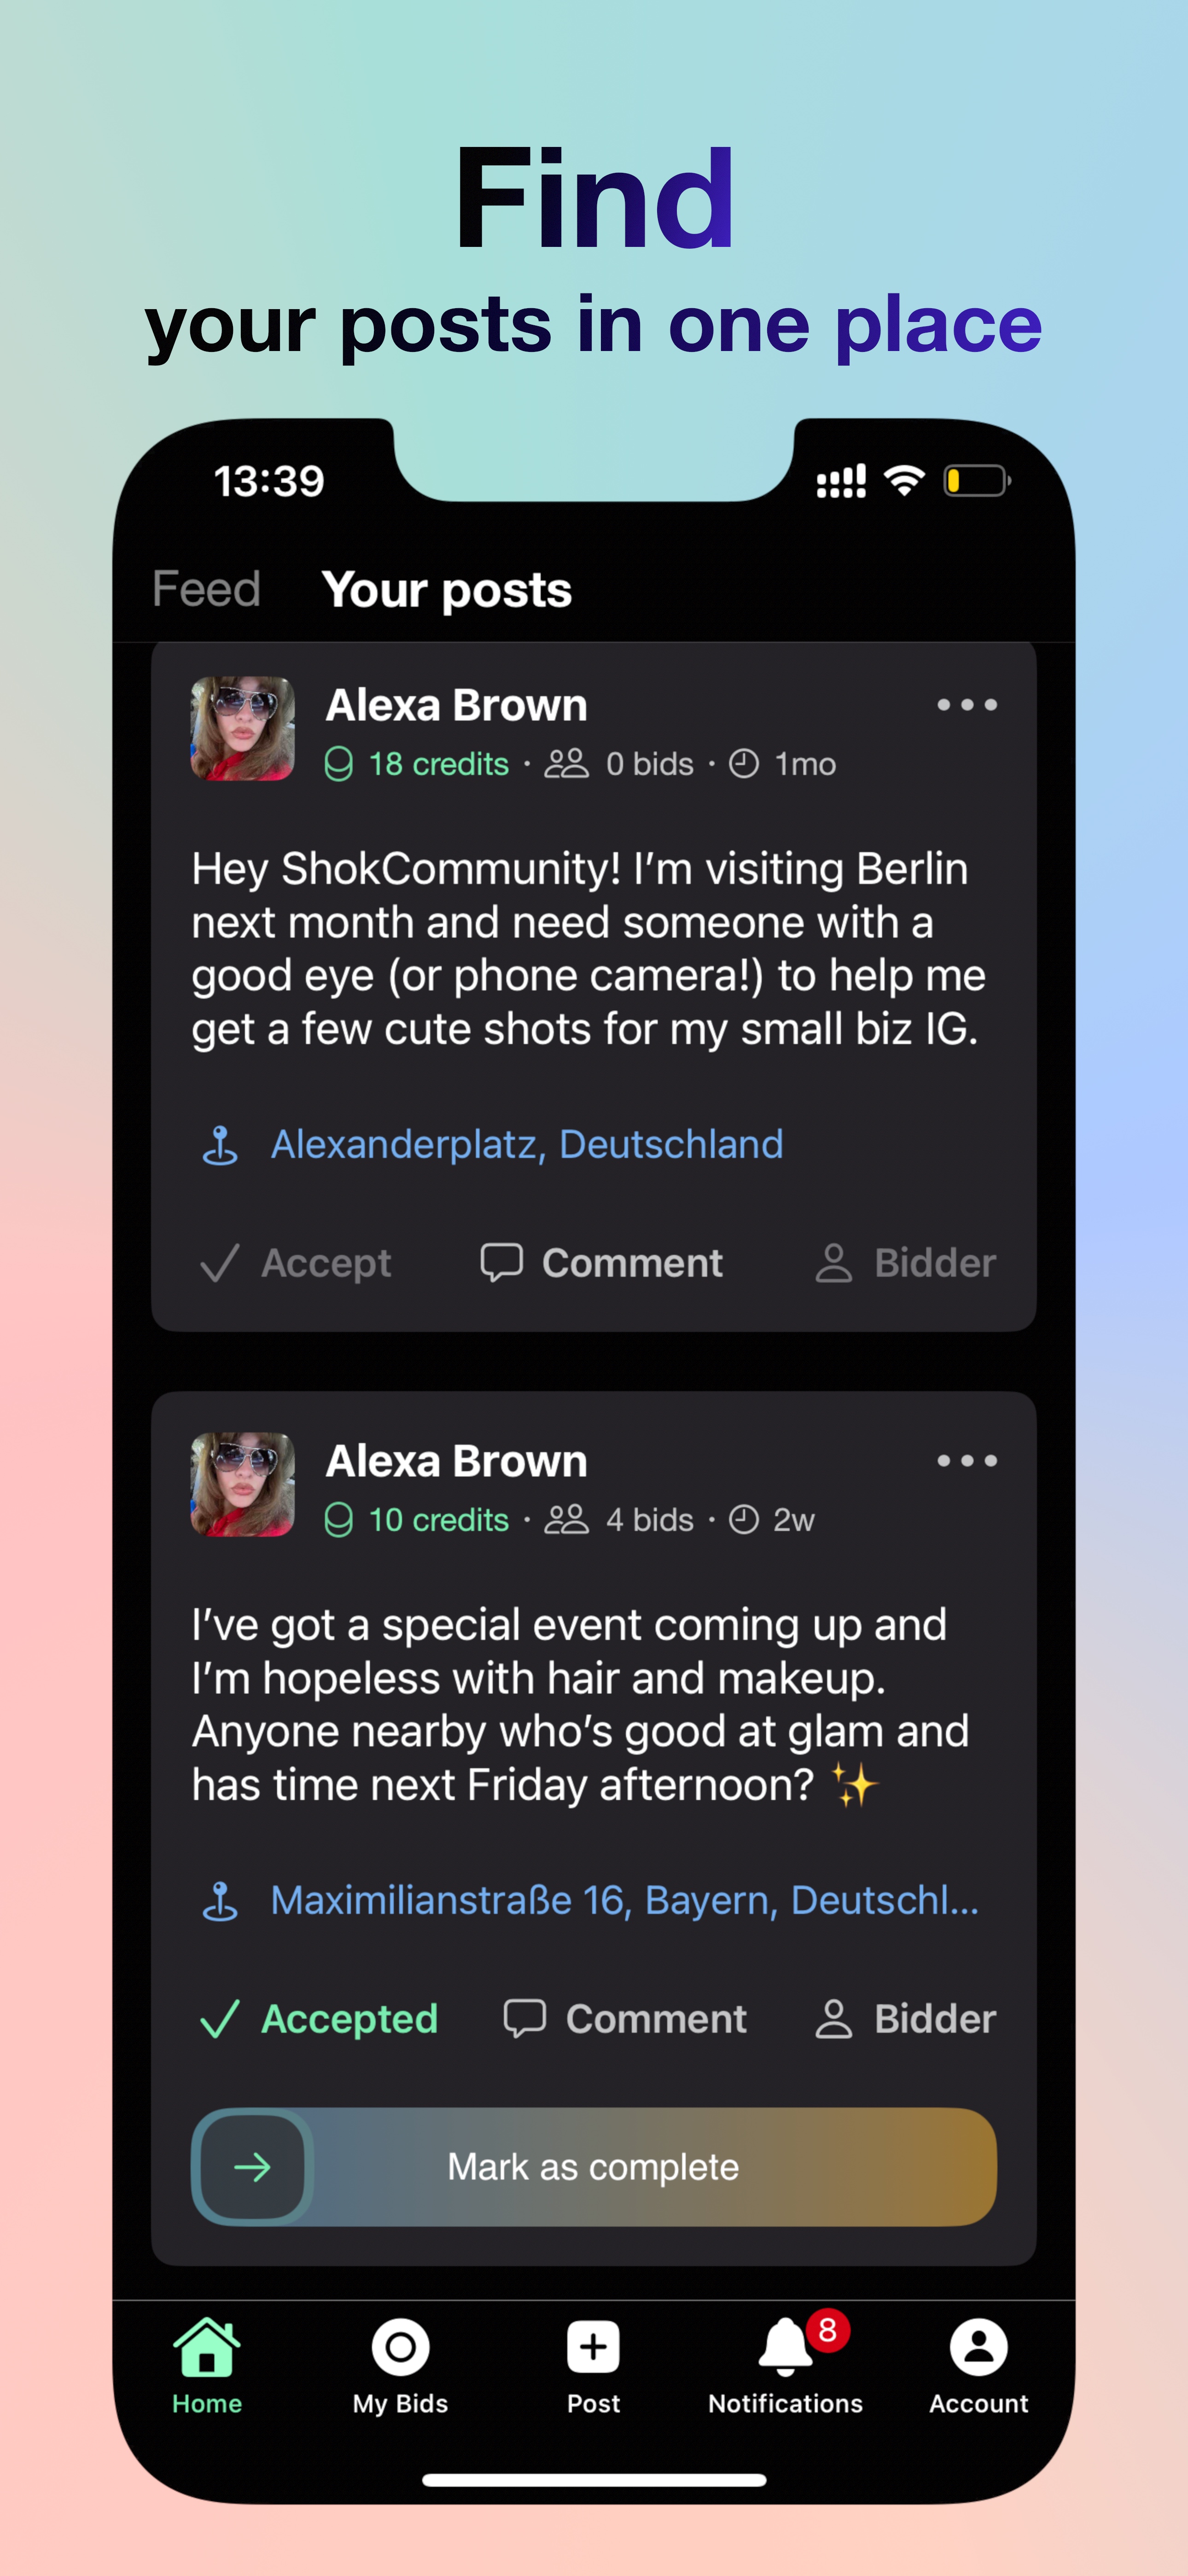 Find
your posts in one place
13:39
Feed Your posts
Alexa Brown
18 credits · 0 bids · 1mo
Hey ShokCommunity! I’m visiting Berlin
next month and need someone with a
good eye (or phone camera!) to help me
get a few cute shots for my small biz IG.
Alexanderplatz, Deutschland
Accept Comment Bidder
Alexa Brown
10 credits · 4 bids · 2w
I’ve got a special event coming up and
I’m hopeless with hair and makeup.
Anyone nearby who’s good at glam and
has time next Friday afternoon? ✨
Maximilianstraße 16, Bayern, Deutschl...
Accepted Comment Bidder
Mark as complete
8
Home My Bids Post Notifications Account